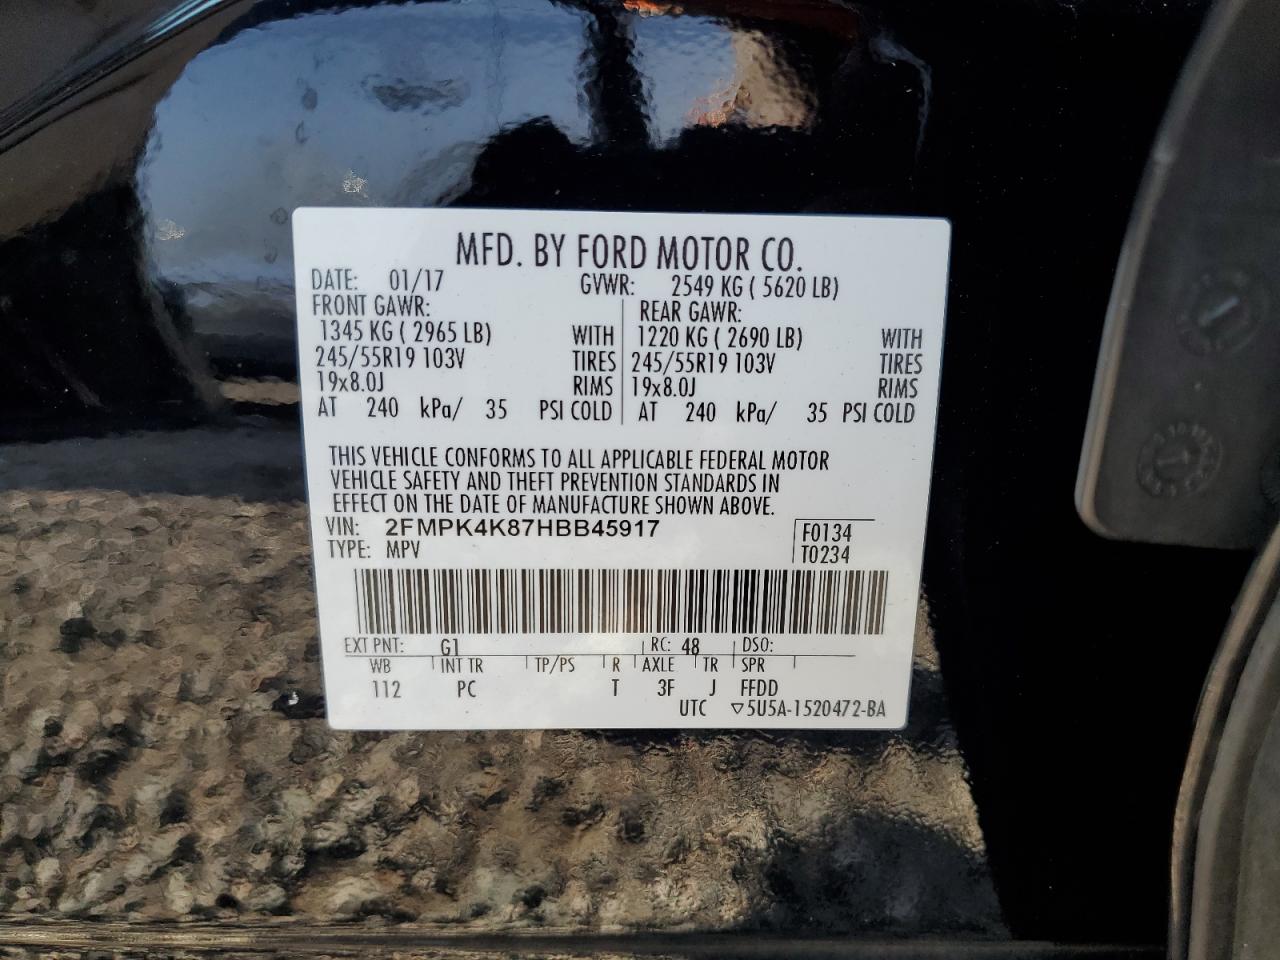 MFD. BY FORD MOTOR CO.
DATE: 01/17 GVWR: 2549 KG ( 5620 LB)
FRONT GAWR: REAR GAWR:
1345 KG ( 2965 LB) WITH 1220 KG ( 2690 LB) WITH
245/55R19 103V TIRES 245/55R19 103V TIRES
19x8.0J RIMS 19x8.0J RIMS
AT 240 kPa/ 35 PSI COLD AT 240 kPa/ 35 PSI COLD
THIS VEHICLE CONFORMS TO ALL APPLICABLE FEDERAL MOTOR
VEHICLE SAFETY AND THEFT PREVENTION STANDARDS IN
EFFECT ON THE DATE OF MANUFACTURE SHOWN ABOVE.
VIN: 2FMPK4K87HBB45917 F0134
TYPE: MPV T0234
EXT PNT: G1 RC: 48 DSO:
WB INT TR TP/PS R AXLE TR SPR
112 PC T 3F J FFDD
UTC ▽5U5A-1520472-BA